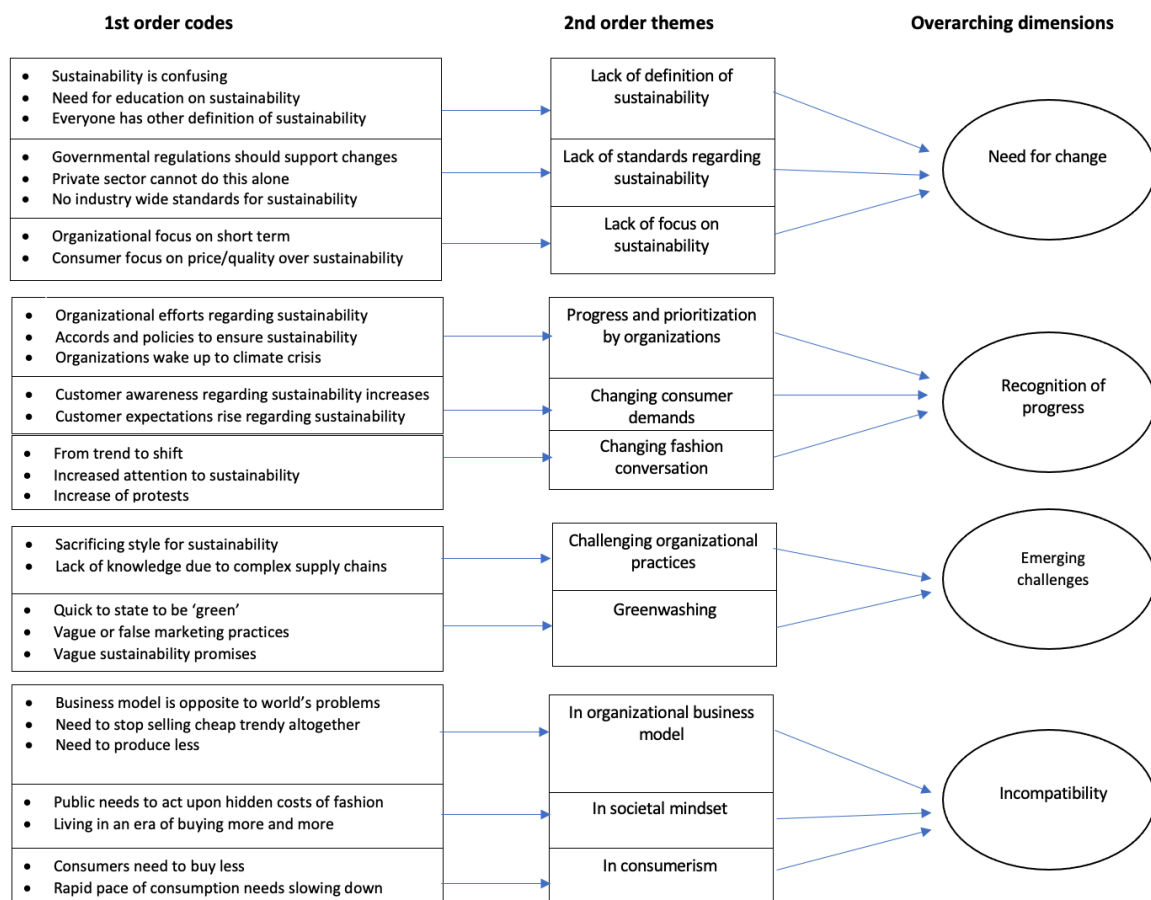 1st order codes
2nd order themes
Overarching dimensions
• Sustainability is confusing
• Need for education on sustainability
• Everyone has other definition of sustainability
Lack of definition of
sustainability
• Governmental regulations should support changes
• Private sector cannot do this alone
• No industry wide standards for sustainability
Lack of standards regarding
sustainability
• Organizational focus on short term
• Consumer focus on price/quality over sustainability
Lack of focus on
sustainability
Need for change
• Organizational efforts regarding sustainability
• Accords and policies to ensure sustainability
• Organizations wake up to climate crisis
Progress and prioritization
by organizations
• Customer awareness regarding sustainability increases
• Customer expectations rise regarding sustainability
Changing consumer
demands
• From trend to shift
• Increased attention to sustainability
• Increase of protests
Changing fashion
conversation
Recognition of
progress
• Sacrificing style for sustainability
• Lack of knowledge due to complex supply chains
Challenging organizational
practices
• Quick to state to be ‘green’
• Vague or false marketing practices
• Vague sustainability promises
Greenwashing
Emerging
challenges
• Business model is opposite to world’s problems
• Need to stop selling cheap trendy altogether
• Need to produce less
In organizational business
model
• Public needs to act upon hidden costs of fashion
• Living in an era of buying more and more
In societal mindset
• Consumers need to buy less
• Rapid pace of consumption needs slowing down
In consumerism
Incompatibility